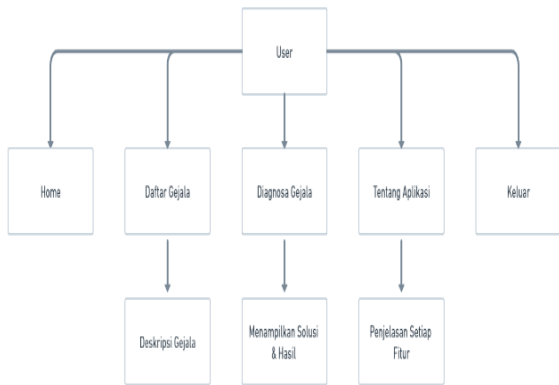 User
Home
Daftar Gejala
Diagnosa Gejala
Tentang Aplikasi
Keluar
Deskripsi Gejala
Menampilkan Solusi
& Hasil
Penjelasan Setiap
Fitur